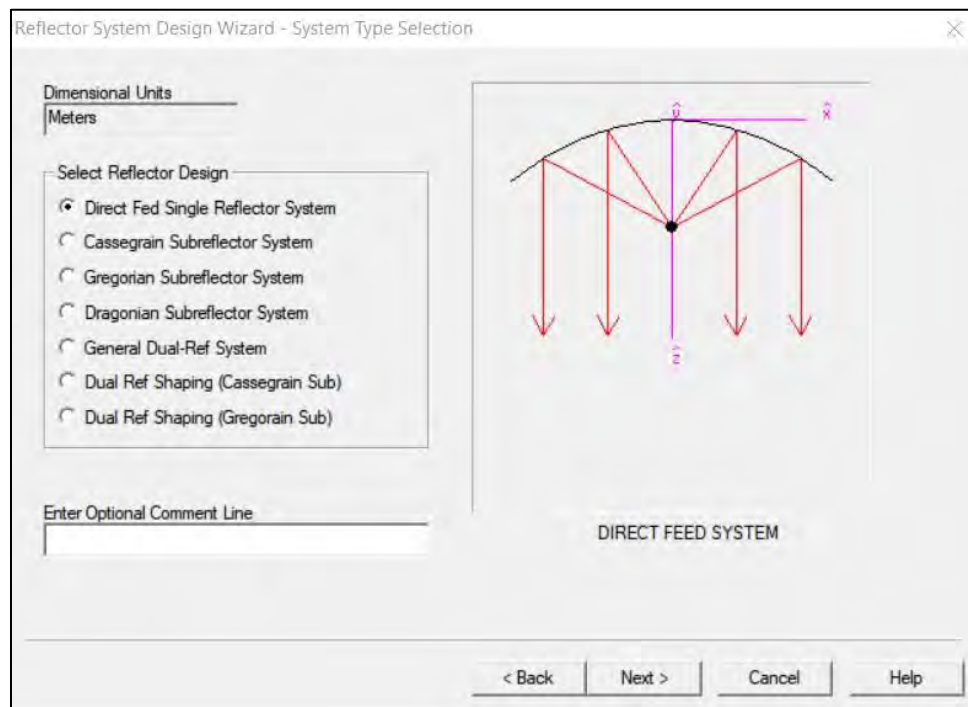 Reflector System Design Wizard - System Type Selection
Dimensional Units
Meters
Select Reflector Design
Direct Fed Single Reflector System
Cassegrain Subreflector System
Gregorian Subreflector System
Dragonian Subreflector System
General Dual-Ref System
Dual Ref Shaping (Cassegrain Sub)
Dual Ref Shaping (Gregorain Sub)
Enter Optional Comment Line
x̂
ẑ
DIRECT FEED SYSTEM
< Back
Next >
Cancel
Help